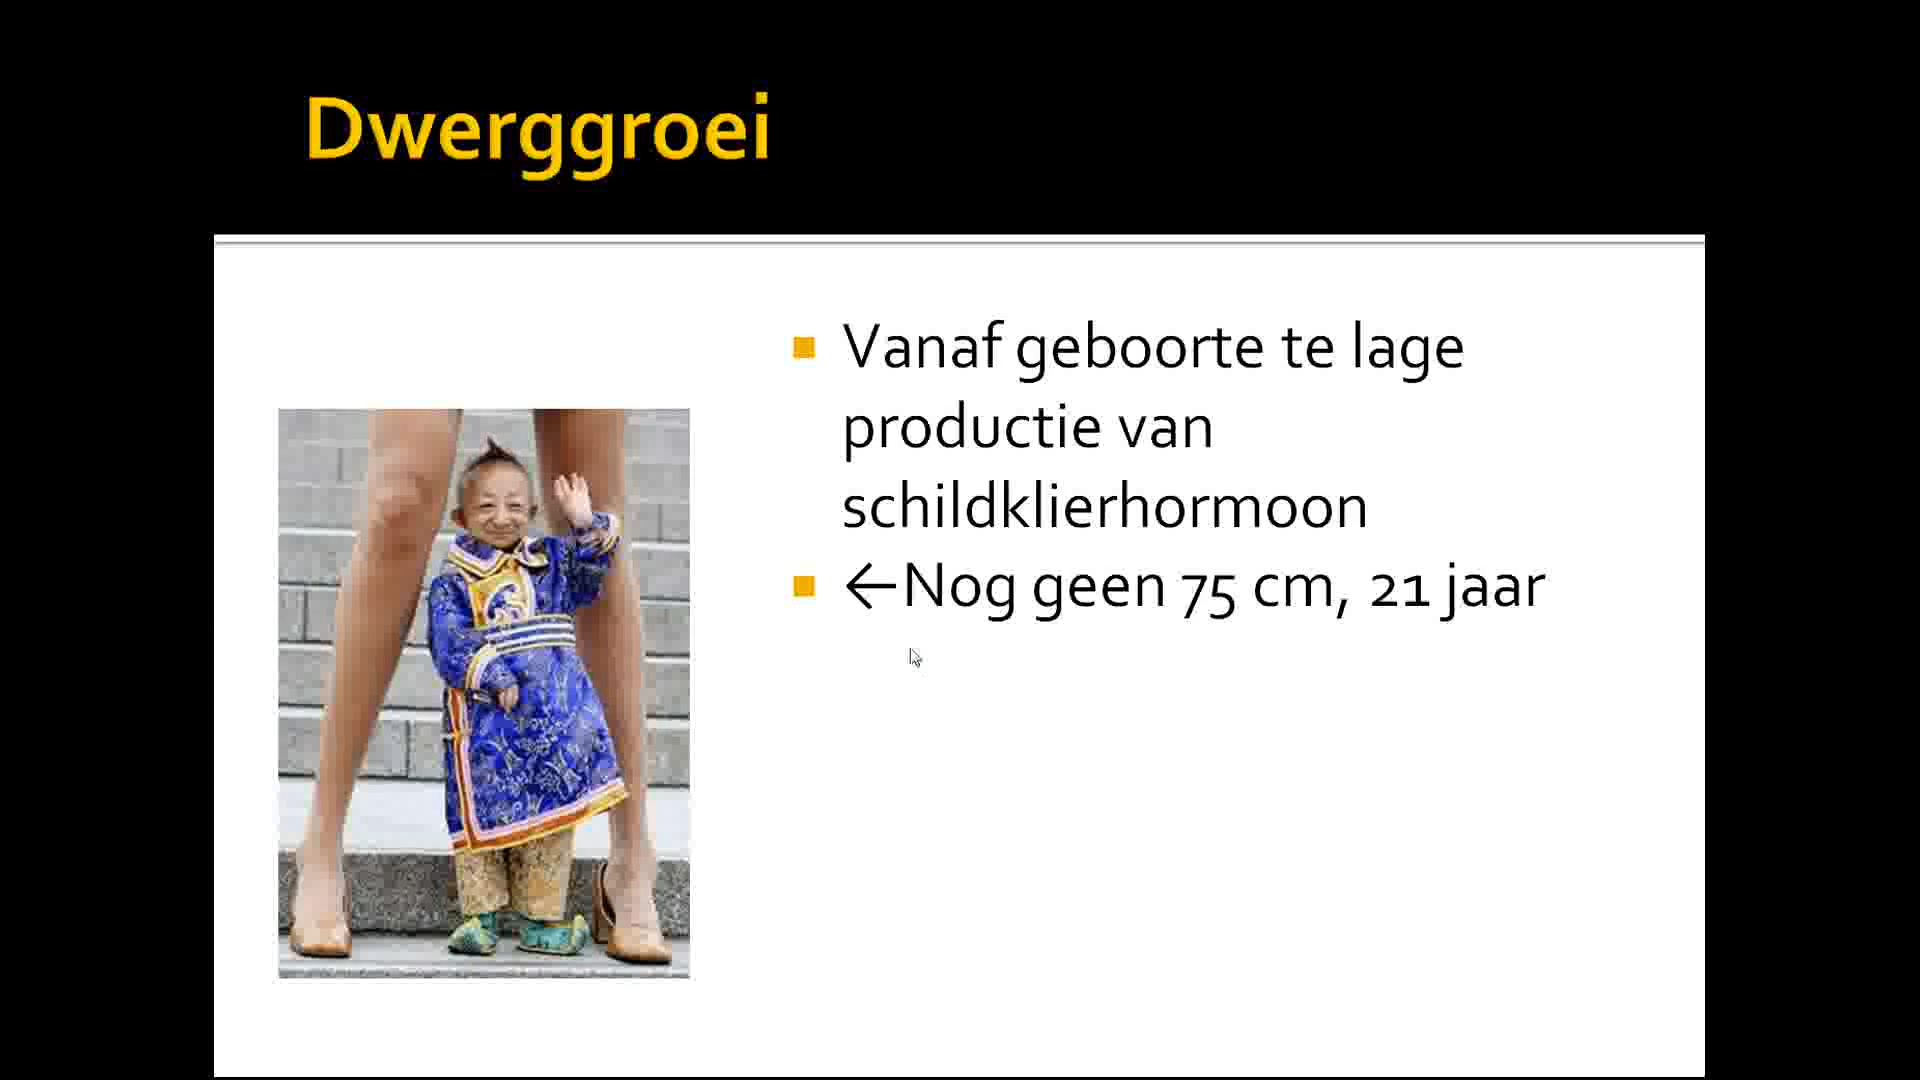 Dwerggroei
Vanaf geboorte te lage
productie van
schildklierhormoon
←Nog geen 75 cm, 21 jaar